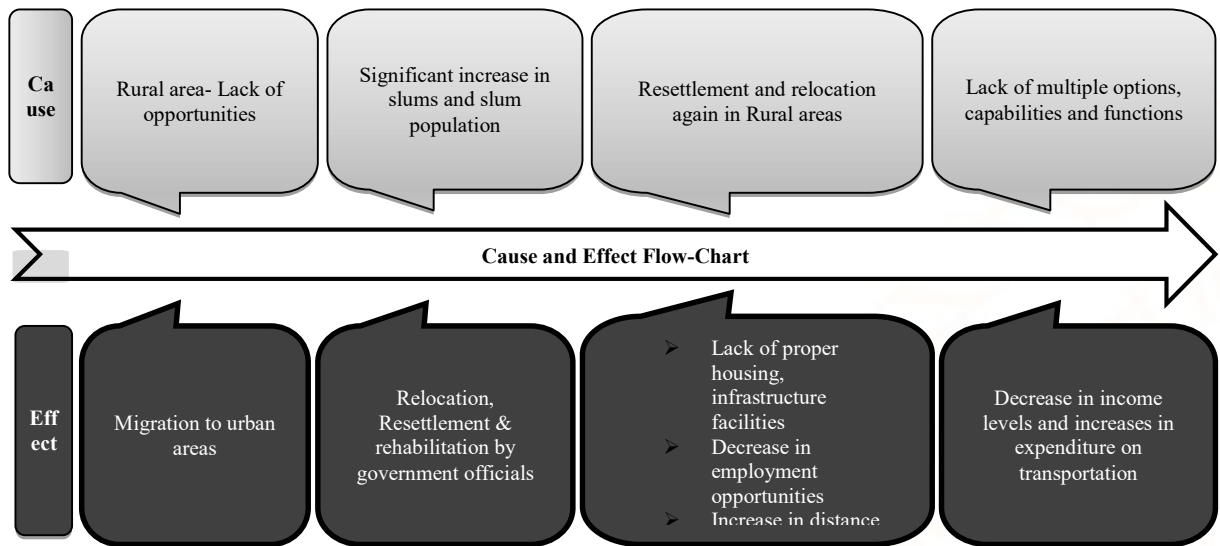 Ca
use
Rural area- Lack of
opportunities
Significant increase in
slums and slum
population
Resettlement and relocation
again in Rural areas
Lack of multiple options,
capabilities and functions
Cause and Effect Flow-Chart
Eff
ect
Migration to urban
areas
Relocation,
Resettlement &
rehabilitation by
government officials
➢ Lack of proper
housing,
infrastructure
facilities
➢ Decrease in
employment
opportunities
➢ Increase in distance
Decrease in income
levels and increases in
expenditure on
transportation